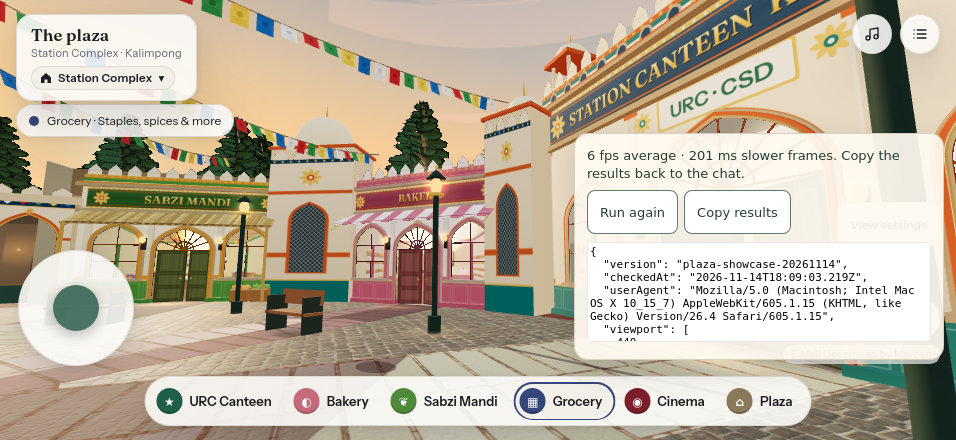 The plaza
Station Complex · Kalimpong
Station Complex ▾
Grocery · Staples, spices & more
STATION CANTEEN
URC·CSD
SABZI MANDI
6 fps average · 201 ms slower frames. Copy the
results back to the chat.
Run again
Copy results
View settings
{
"version": "plaza-showcase-20261114",
"checkedAt": "2026-11-14T18:09:03.219Z",
"userAgent": "Mozilla/5.0 (Macintosh; Intel Mac
OS X 10_15_7) AppleWebKit/605.1.15 (KHTML, like
Gecko) Version/26.4 Safari/605.1.15",
"viewport": [
E-Mall Developed by Naveen
URC Canteen
Bakery
Sabzi Mandi
Grocery
Cinema
Plaza